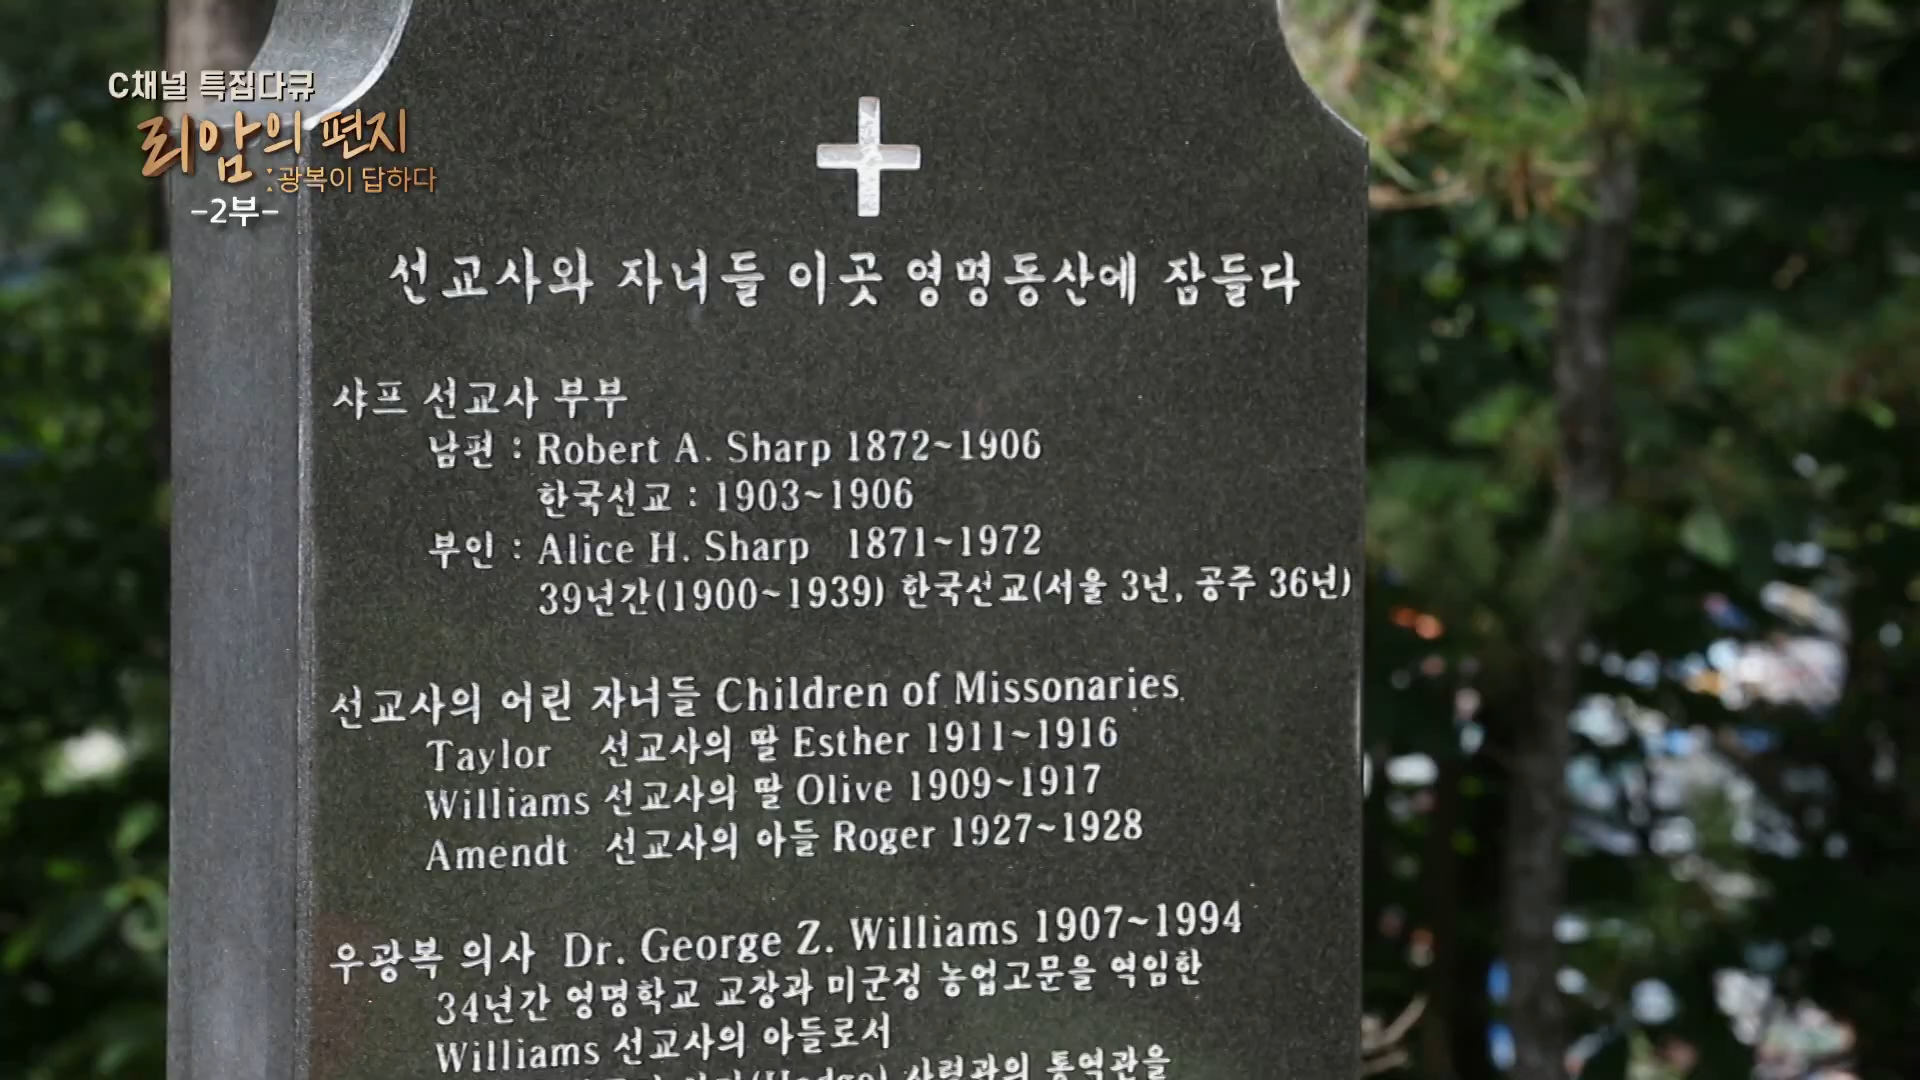 C채널 특집다큐
리암의 편지
:광복이 답하다
-2부-
선교사와 자녀들 이곳 영명동산에 잠들다
샤프 선교사 부부
남편 : Robert A. Sharp 1872~1906
한국선교 : 1903~1906
부인 : Alice H. Sharp 1871~1972
39년간(1900~1939) 한국선교(서울 3년, 공주 36년)
선교사의 어린 자녀들 Children of Missonaries
Taylor 선교사의 딸 Esther 1911~1916
Williams 선교사의 딸 Olive 1909~1917
Amendt 선교사의 아들 Roger 1927~1928
우광복 의사 Dr. George Z. Williams 1907~1994
34년간 영명학교 교장과 미군정 농업고문을 역임한
Williams 선교사의 아들로서
사령관의 통역관을